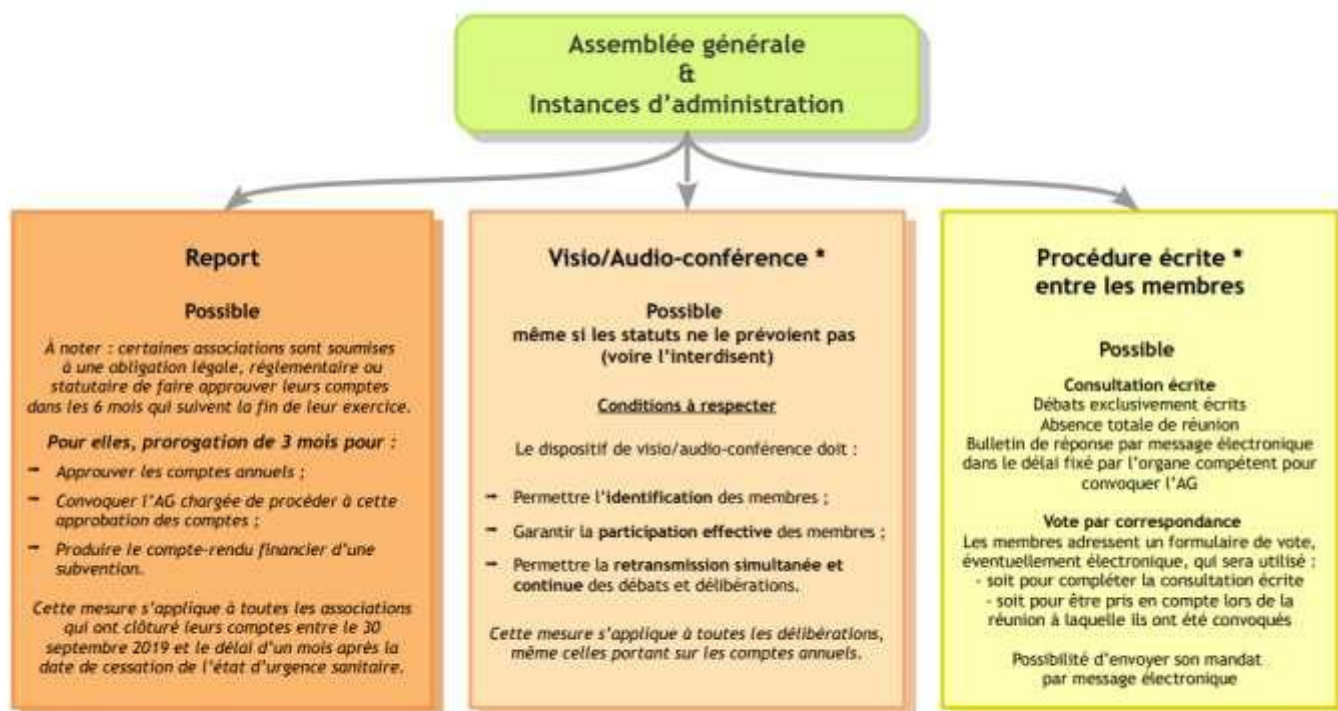 Assemblée générale
&
Instances d'administration
Report
Possible
À noter : certaines associations sont soumises
à une obligation légale, réglementaire ou
statutaire de faire approuver leurs comptes
dans les 6 mois qui suivent la fin de leur exercice.
Pour elles, prorogation de 3 mois pour :
→ Approuver les comptes annuels ;
→ Convoquer l'AG chargée de procéder à cette
approbation des comptes ;
→ Produire le compte-rendu financier d'une
subvention.
Cette mesure s'applique à toutes les associations
qui ont clôturé leurs comptes entre le 30
septembre 2019 et le délai d'un mois après la
date de cessation de l'état d'urgence sanitaire.
Visio/Audio-conférence *
Possible
même si les statuts ne le prévoient pas
(voire l'interdisent)
Conditions à respecter
Le dispositif de visio/audio-conférence doit :
→ Permettre l'identification des membres ;
→ Garantir la participation effective des membres ;
→ Permettre la retransmission simultanée et
continue des débats et délibérations.
Cette mesure s'applique à toutes les délibérations,
même celles portant sur les comptes annuels.
Procédure écrite *
entre les membres
Possible
Consultation écrite
Débats exclusivement écrits
Absence totale de réunion
Bulletin de réponse par message électronique
dans le délai fixé par l'organe compétent pour
convoquer l'AG
Vote par correspondance
Les membres adressent un formulaire de vote,
éventuellement électronique, qui sera utilisé :
- soit pour compléter la consultation écrite
- soit pour être pris en compte lors de la
réunion à laquelle ils ont été convoqués
Possibilité d'envoyer son mandat
par message électronique